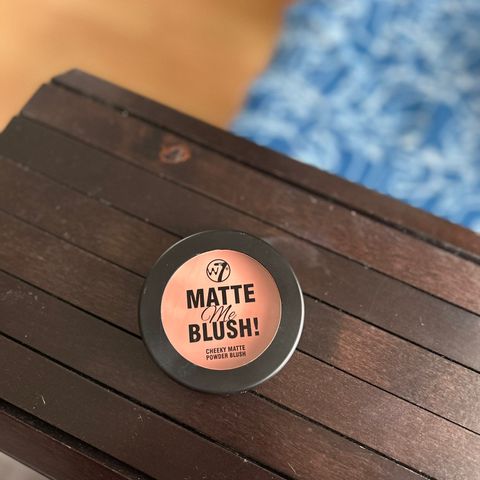 W7
MATTE
Me
BLUSH!
CHEEKY MATTE
POWDER BLUSH